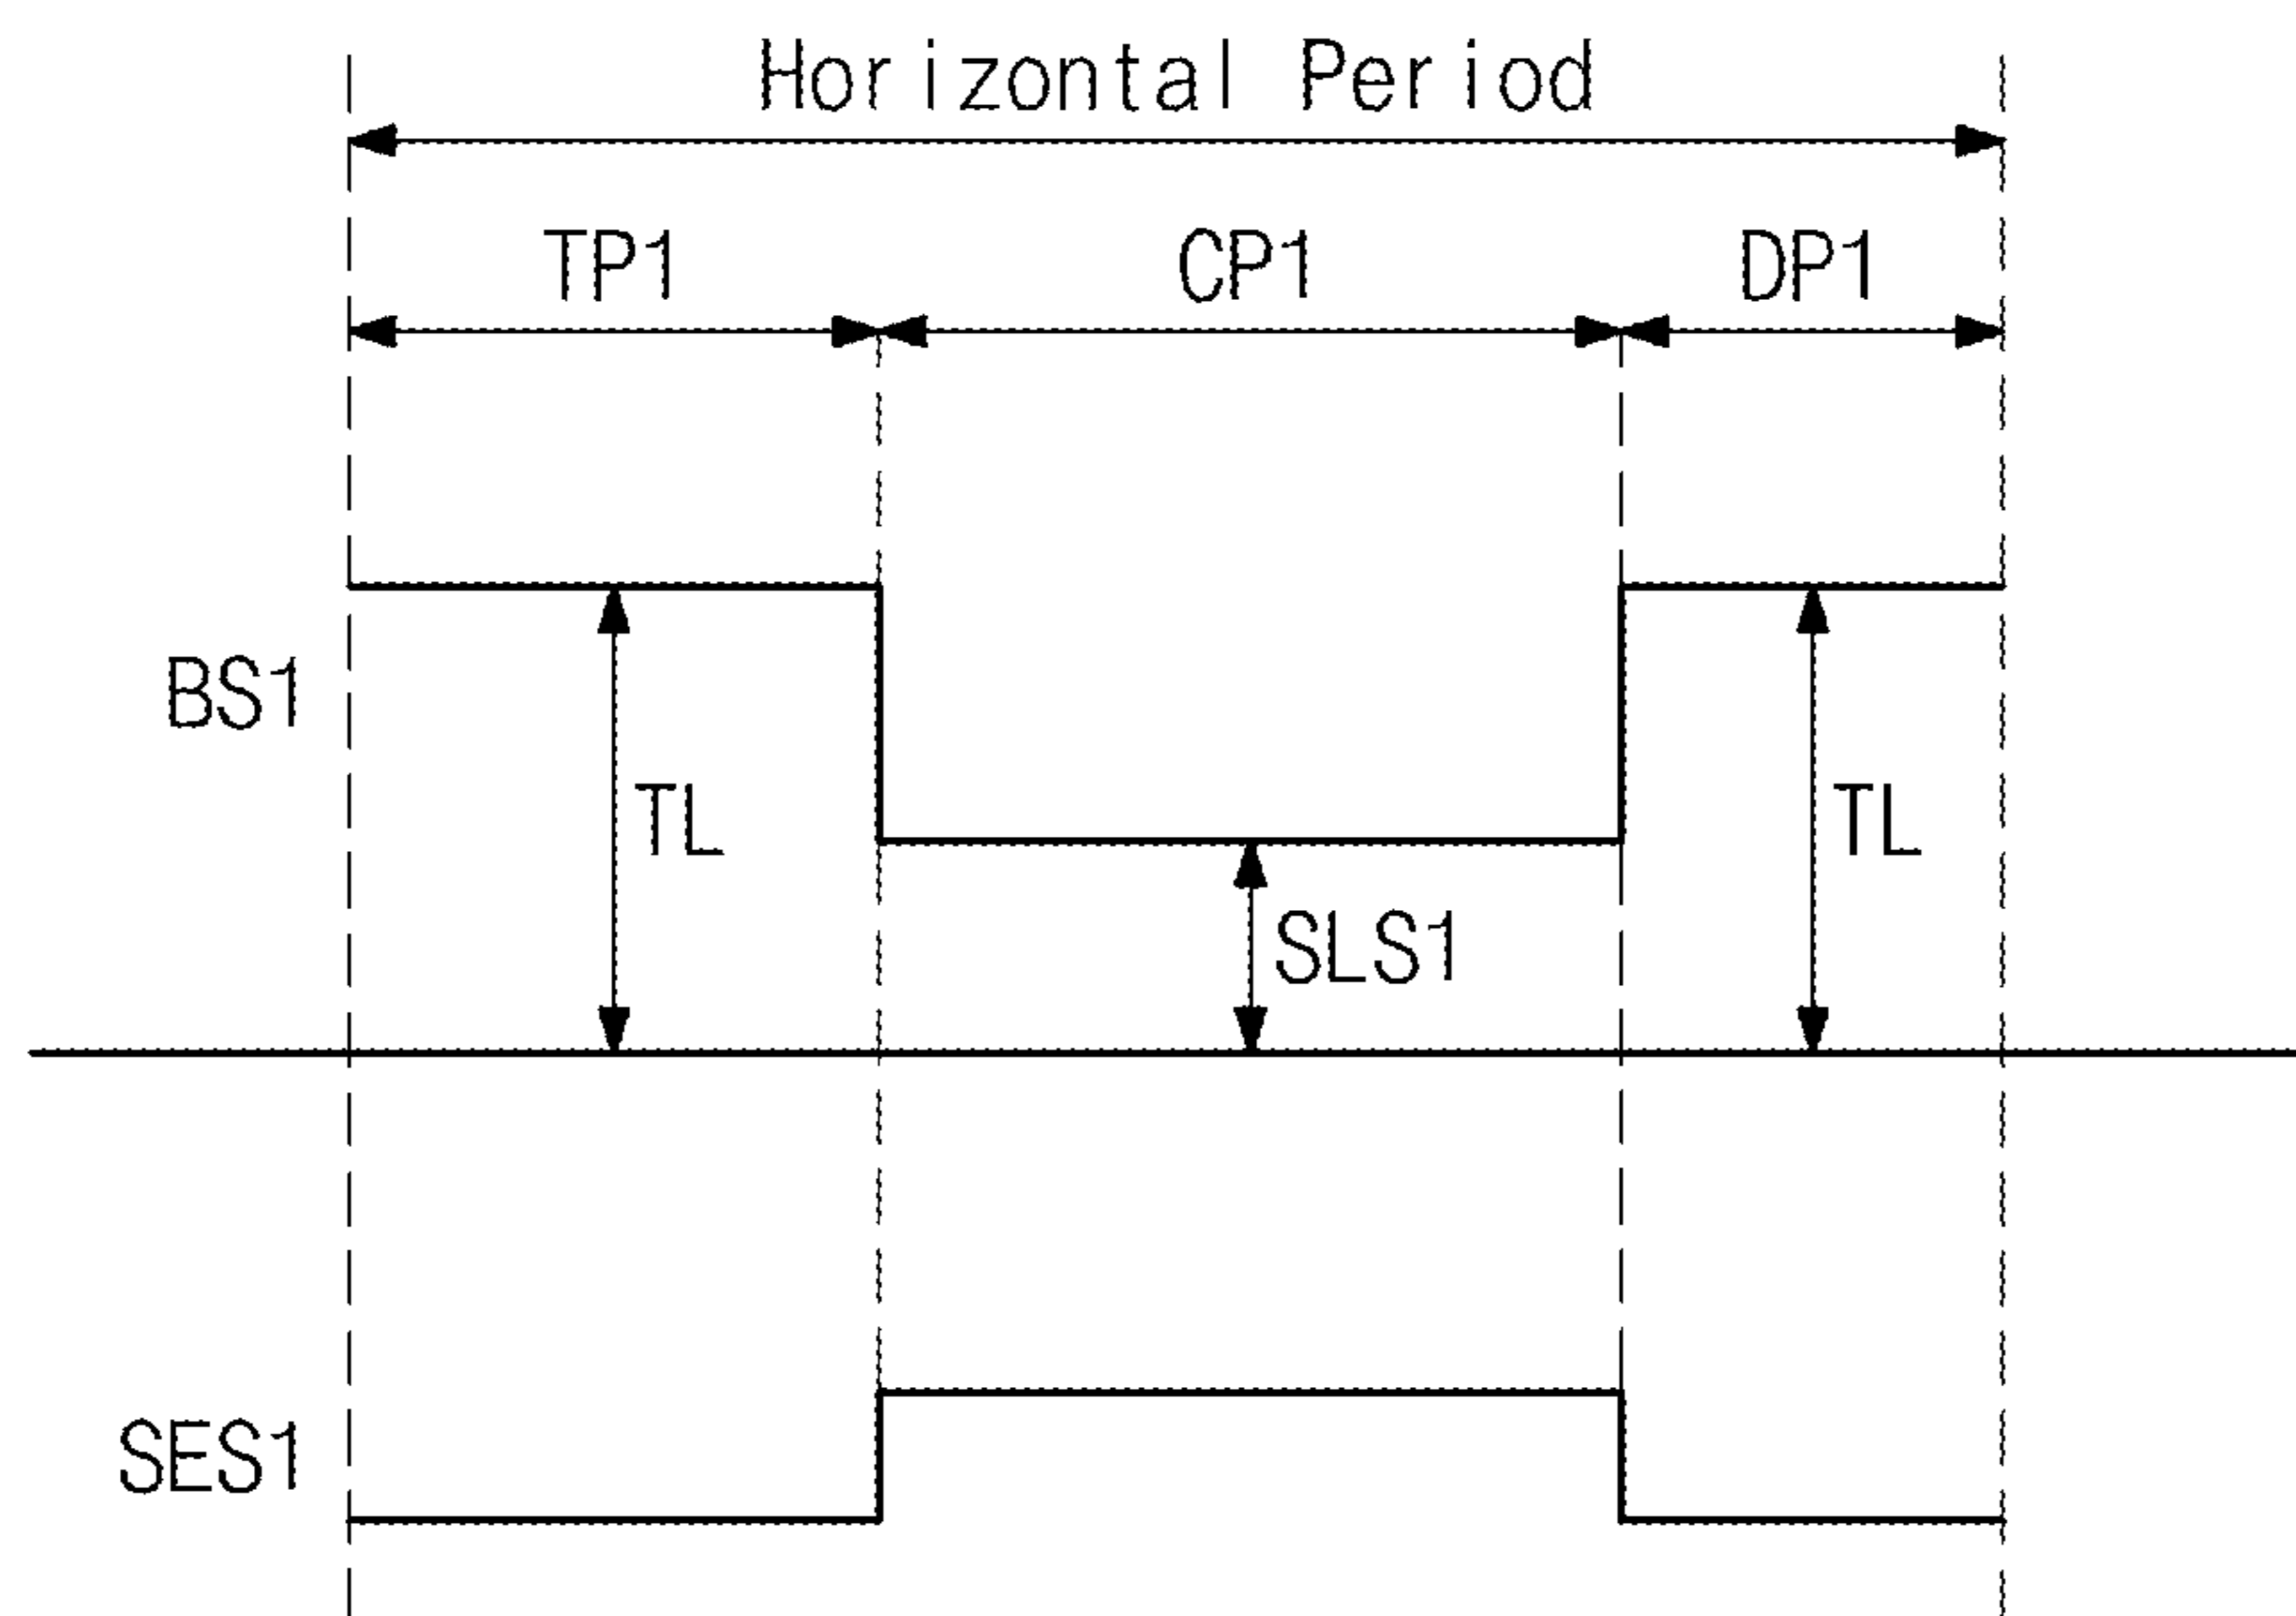 Horizontal Period
TP1 CP1 DP1
BS1
TL TL
SLS1
SES1